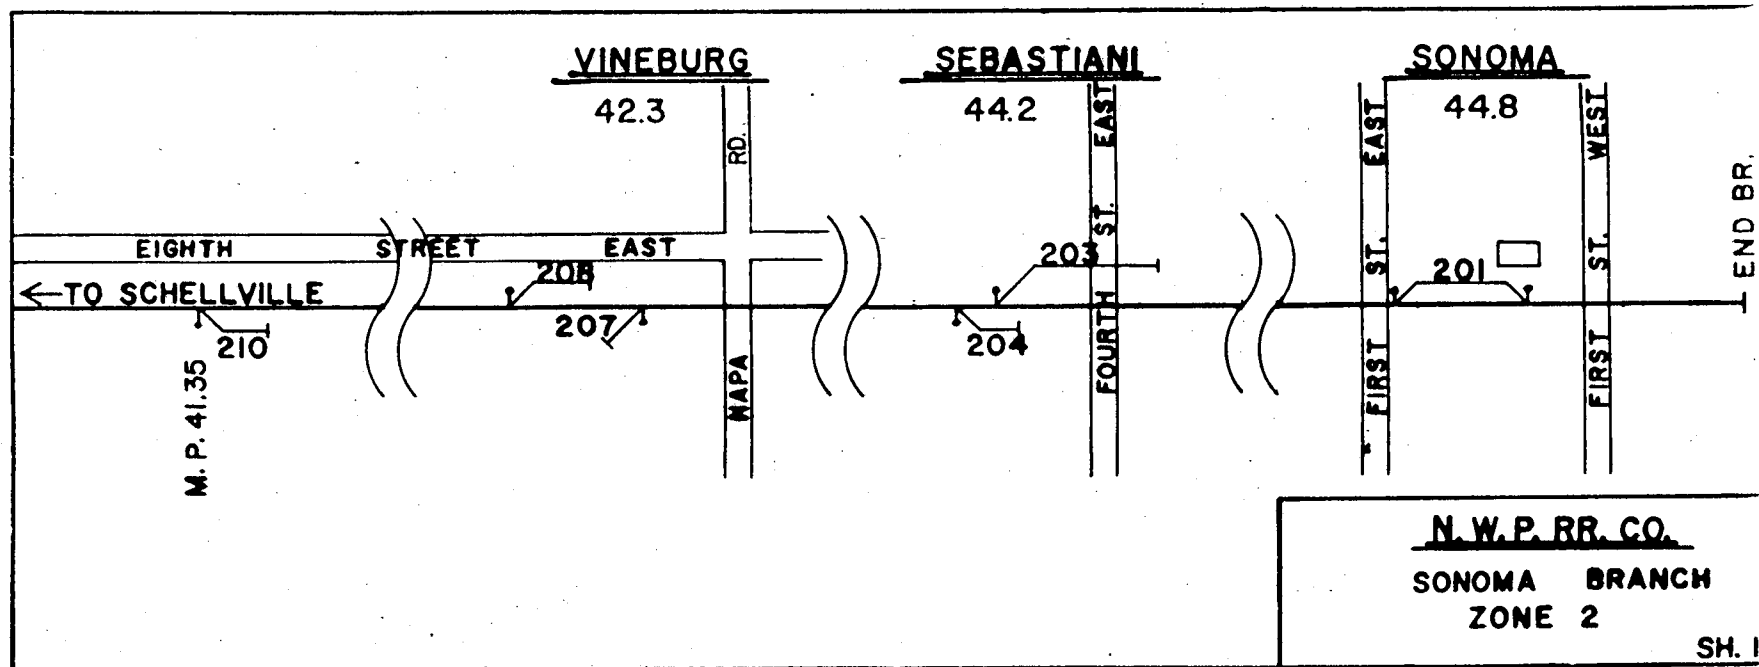 VINEBURG
42.3
SEBASTIANI
44.2
SONOMA
44.8
NAPA RD.
FOURTH ST. EAST
FIRST ST. EAST
FIRST ST. WEST
END BR.
EIGHTH STREET EAST
←TO SCHELLVILLE
210
208
207
204
203
201
M. P. 41.35
N. W. P. RR. CO.
SONOMA BRANCH
ZONE 2
SH. 1